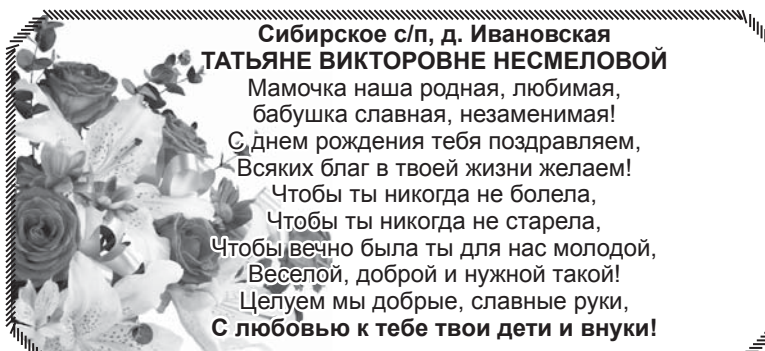 Сибирское с/п, д. Ивановская
ТАТЬЯНЕ ВИКТОРОВНЕ НЕСМЕЛОВОЙ
Мамочка наша родная, любимая,
бабушка славная, незаменимая!
С днем рождения тебя поздравляем,
Всяких благ в твоей жизни желаем!
Чтобы ты никогда не болела,
Чтобы ты никогда не старела,
Чтобы вечно была ты для нас молодой,
Веселой, доброй и нужной такой!
Целуем мы добрые, славные руки,
С любовью к тебе твои дети и внуки!